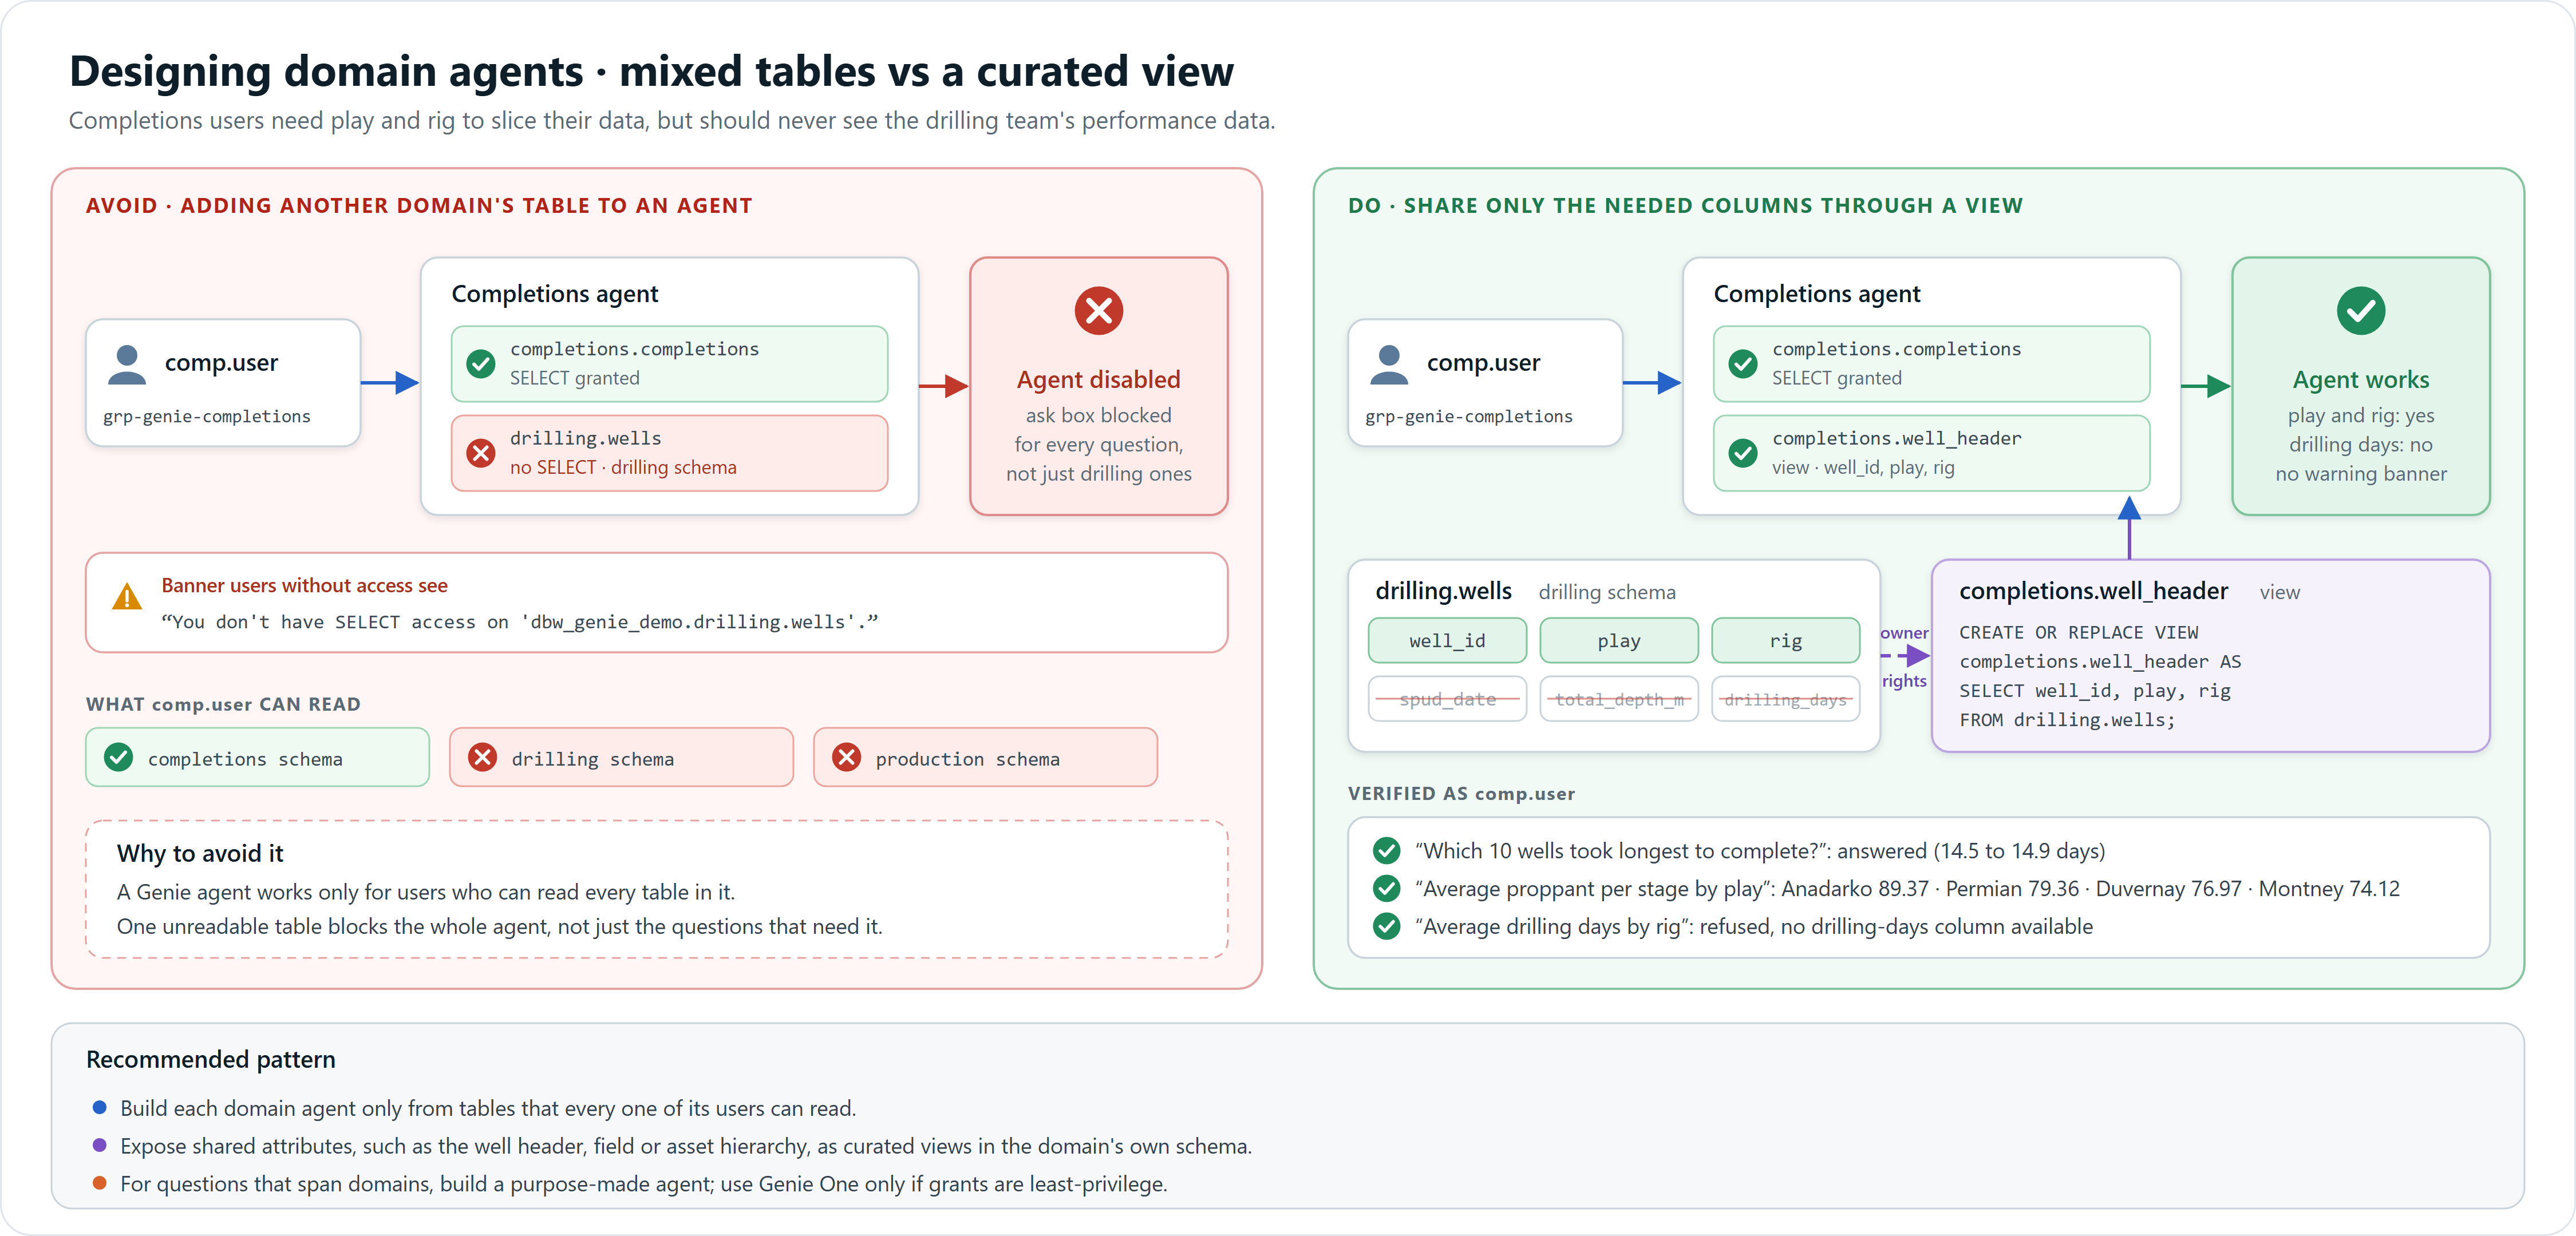 Designing domain agents · mixed tables vs a curated view
Completions users need play and rig to slice their data, but should never see the drilling team's performance data.
AVOID · ADDING ANOTHER DOMAIN'S TABLE TO AN AGENT
comp.user
grp-genie-completions
Completions agent
completions.completions
SELECT granted
drilling.wells
no SELECT · drilling schema
Agent disabled
ask box blocked
for every question,
not just drilling ones
Banner users without access see
“You don't have SELECT access on 'dbw_genie_demo.drilling.wells'.”
WHAT comp.user CAN READ
completions schema
drilling schema
production schema
Why to avoid it
A Genie agent works only for users who can read every table in it.
One unreadable table blocks the whole agent, not just the questions that need it.
DO · SHARE ONLY THE NEEDED COLUMNS THROUGH A VIEW
comp.user
grp-genie-completions
Completions agent
completions.completions
SELECT granted
completions.well_header
view · well_id, play, rig
Agent works
play and rig: yes
drilling days: no
no warning banner
drilling.wells drilling schema
well_id play rig
spud_date total_depth_m drilling_days
owner
rights
completions.well_header view
CREATE OR REPLACE VIEW
completions.well_header AS
SELECT well_id, play, rig
FROM drilling.wells;
VERIFIED AS comp.user
“Which 10 wells took longest to complete?”: answered (14.5 to 14.9 days)
“Average proppant per stage by play”: Anadarko 89.37 · Permian 79.36 · Duvernay 76.97 · Montney 74.12
“Average drilling days by rig”: refused, no drilling-days column available
Recommended pattern
Build each domain agent only from tables that every one of its users can read.
Expose shared attributes, such as the well header, field or asset hierarchy, as curated views in the domain's own schema.
For questions that span domains, build a purpose-made agent; use Genie One only if grants are least-privilege.